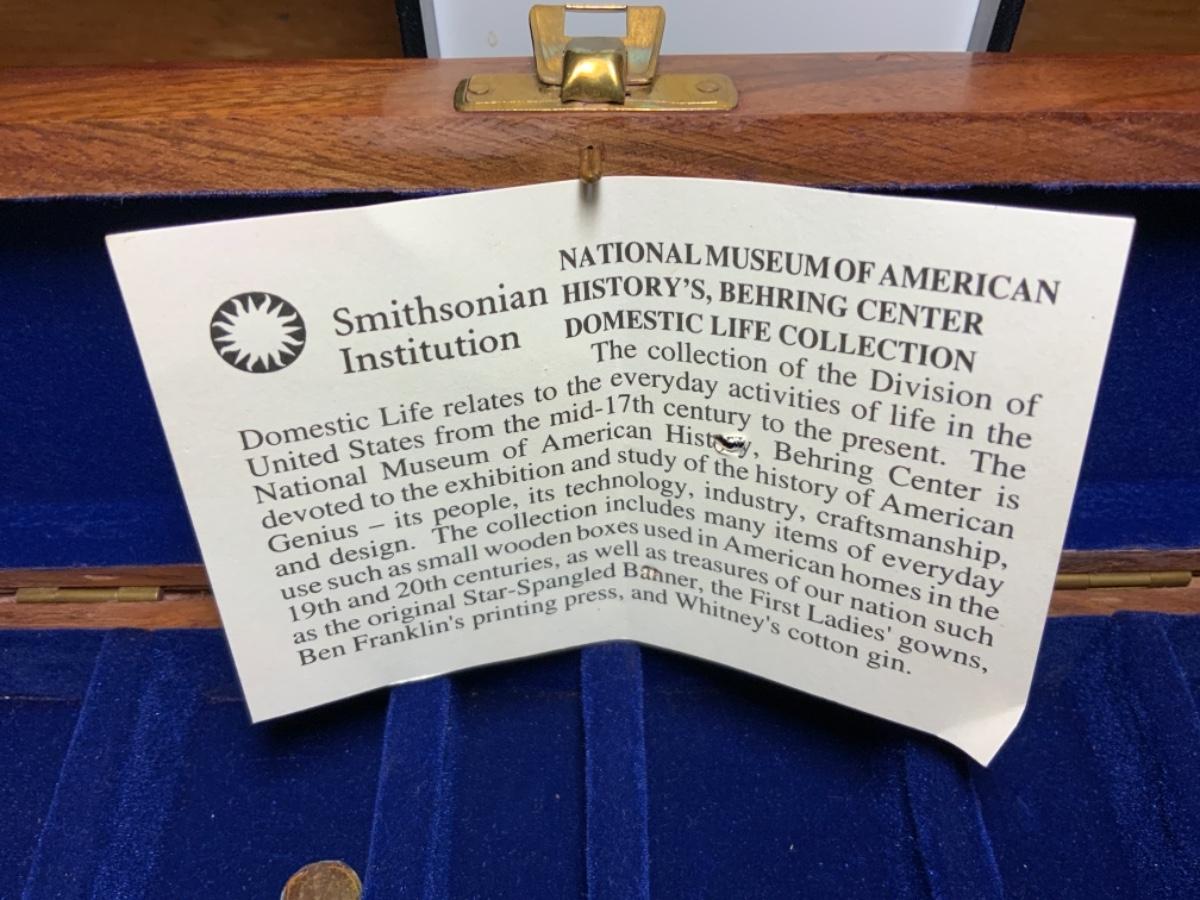 Smithsonian
Institution
NATIONAL MUSEUM OF AMERICAN
HISTORY'S, BEHRING CENTER
DOMESTIC LIFE COLLECTION
The collection of the Division of
Domestic Life relates to the everyday activities of life in the
United States from the mid-17th century to the present. The
National Museum of American History, Behring Center is
devoted to the exhibition and study of the history of American
Genius – its people, its technology, industry, craftsmanship,
and design. The collection includes many items of everyday
use such as small wooden boxes used in American homes in the
19th and 20th centuries, as well as treasures of our nation such
as the original Star-Spangled Banner, the First Ladies' gowns,
Ben Franklin's printing press, and Whitney's cotton gin.